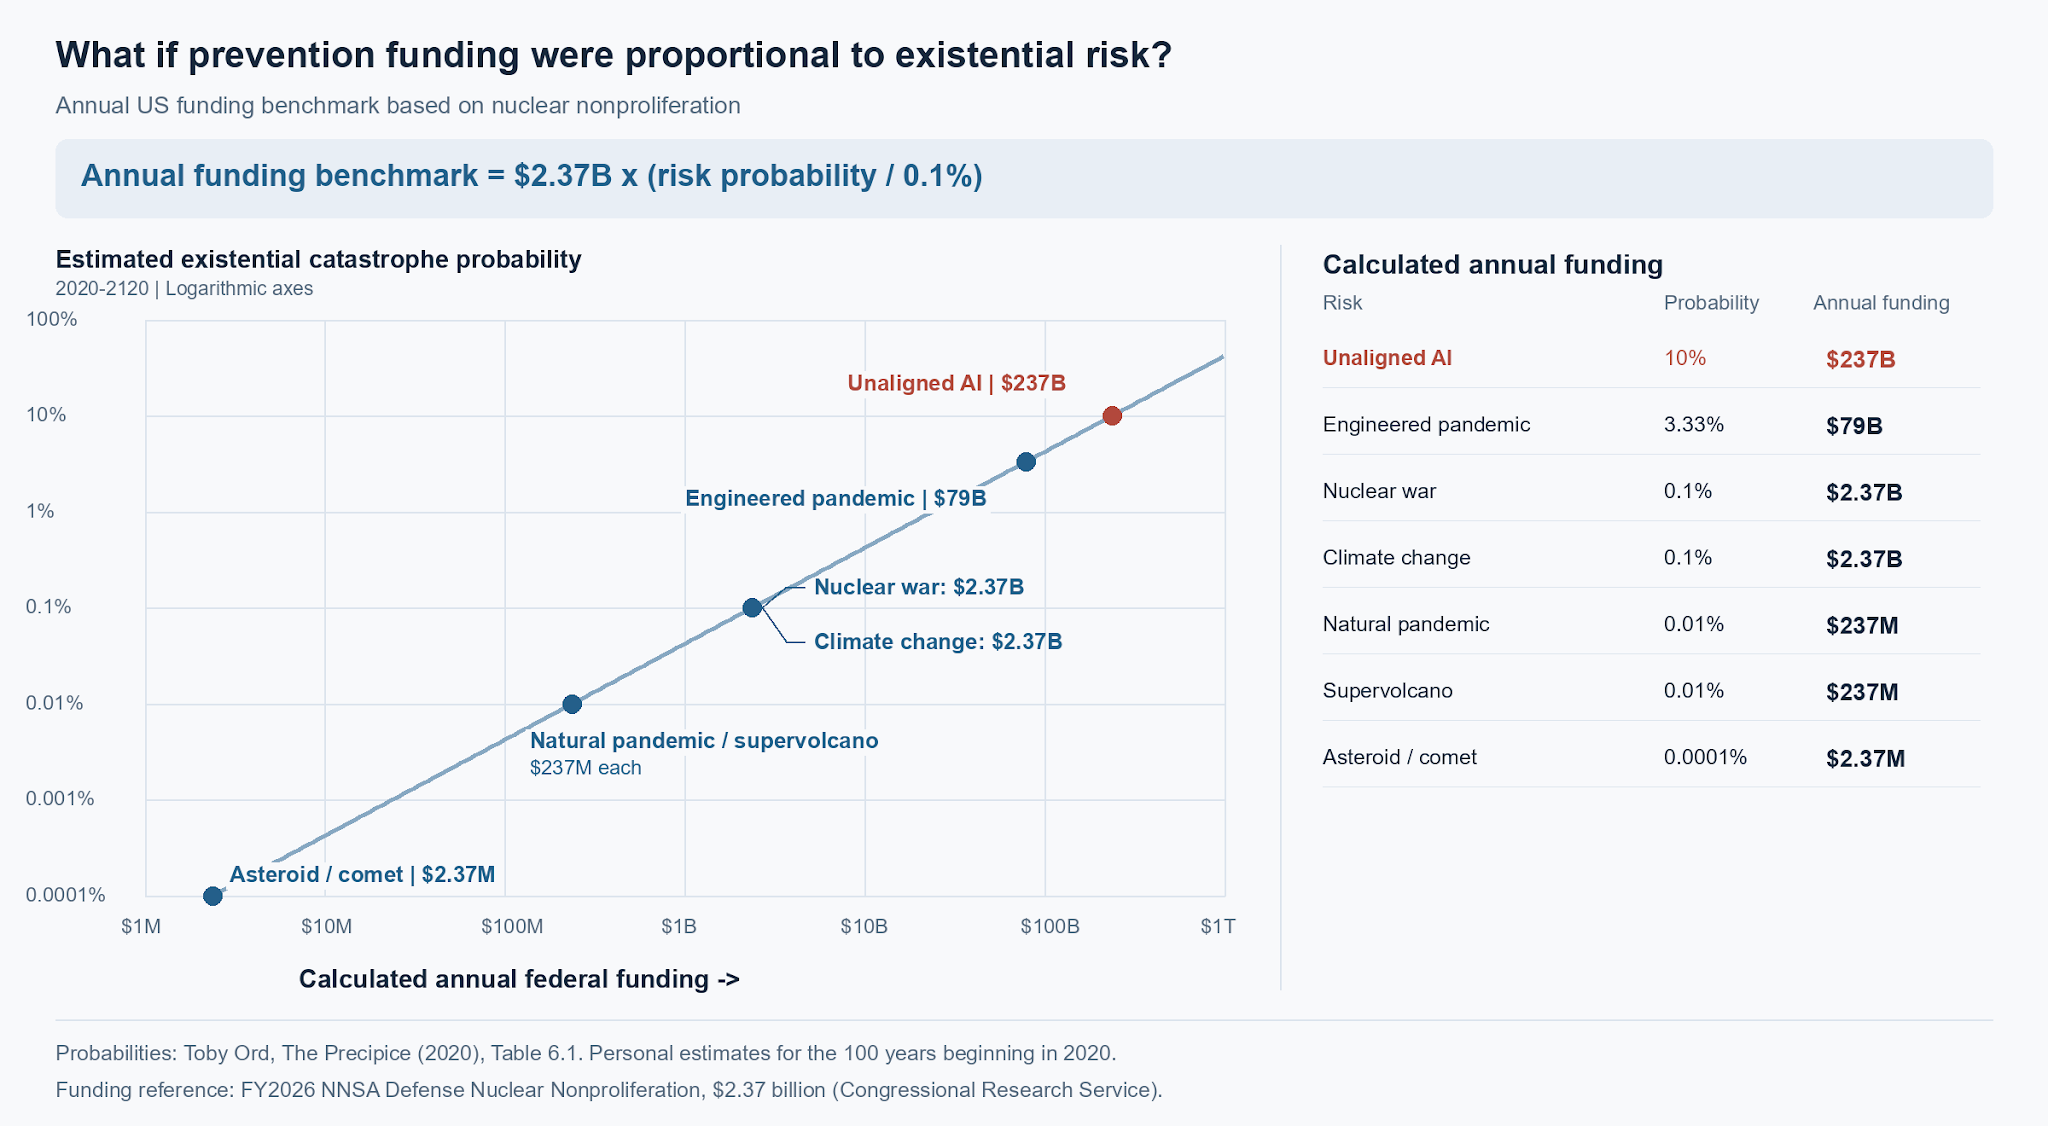 What if prevention funding were proportional to existential risk?
Annual US funding benchmark based on nuclear nonproliferation
Annual funding benchmark = $2.37B x (risk probability / 0.1%)
Estimated existential catastrophe probability
2020-2120 | Logarithmic axes
100%
10%
1%
0.1%
0.01%
0.001%
0.0001%
Unaligned AI | $237B
Engineered pandemic | $79B
Nuclear war: $2.37B
Climate change: $2.37B
Natural pandemic / supervolcano
$237M each
Asteroid / comet | $2.37M
$1M $10M $100M $1B $10B $100B $1T
Calculated annual federal funding ->
Calculated annual funding
Risk Probability Annual funding
Unaligned AI 10% $237B
Engineered pandemic 3.33% $79B
Nuclear war 0.1% $2.37B
Climate change 0.1% $2.37B
Natural pandemic 0.01% $237M
Supervolcano 0.01% $237M
Asteroid / comet 0.0001% $2.37M
Probabilities: Toby Ord, The Precipice (2020), Table 6.1. Personal estimates for the 100 years beginning in 2020.
Funding reference: FY2026 NNSA Defense Nuclear Nonproliferation, $2.37 billion (Congressional Research Service).